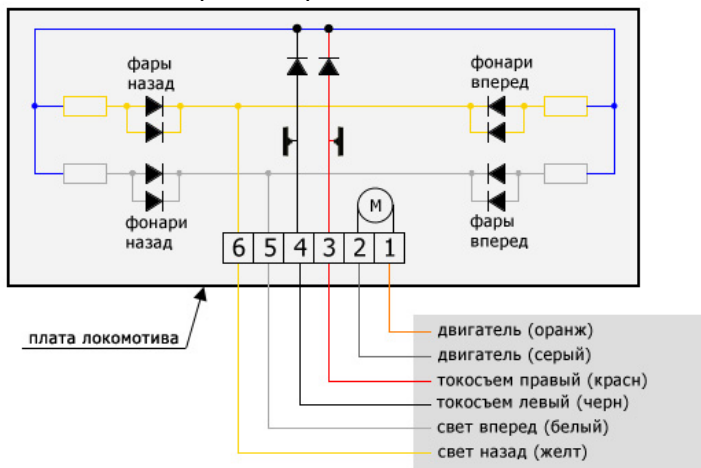 фары
назад
фонари
вперед
M
фонари
назад
фары
вперед
6 5 4 3 2 1
плата локомотива
двигатель (оранж)
двигатель (серый)
токосъем правый (красн)
токосъем левый (черн)
свет вперед (белый)
свет назад (желт)